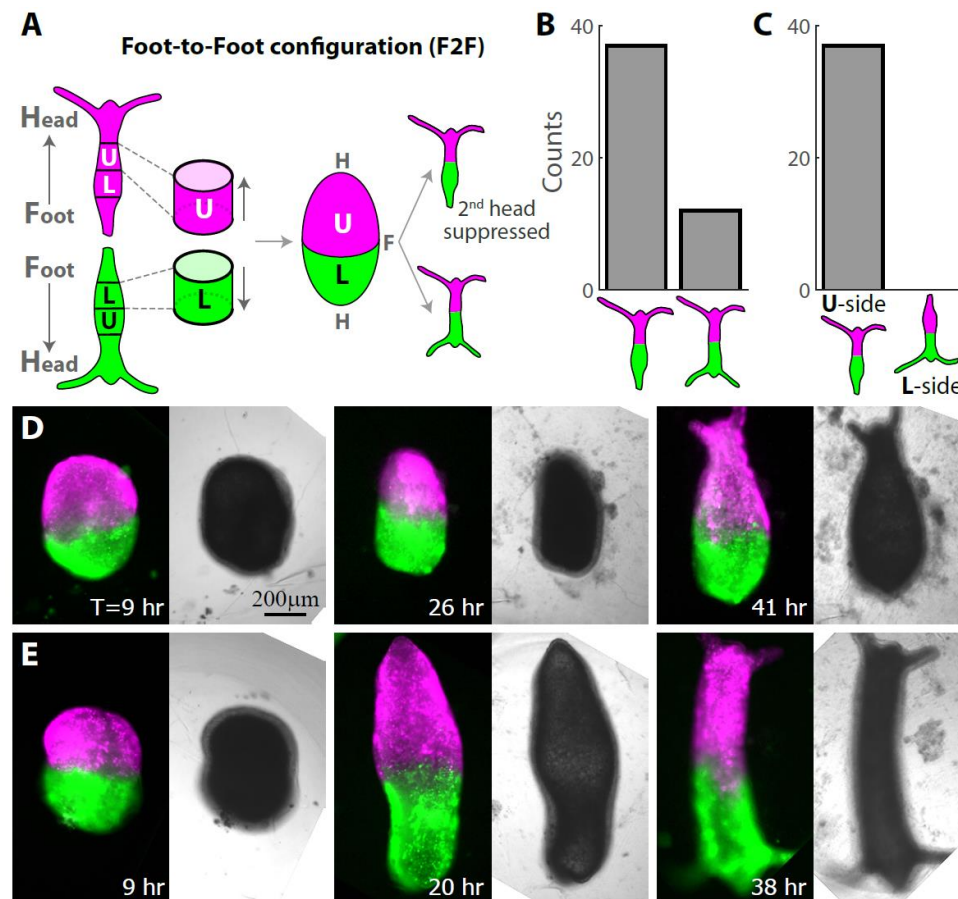 A
Foot-to-Foot configuration (F2F)
Head
U
L
Foot
Foot
L
U
Head
U
L
H
U
F
L
H
2nd head
suppressed
B
40
20
0
Counts
C
40
20
0
U-side
L-side
D
T=9 hr
200μm
26 hr
41 hr
E
9 hr
20 hr
38 hr